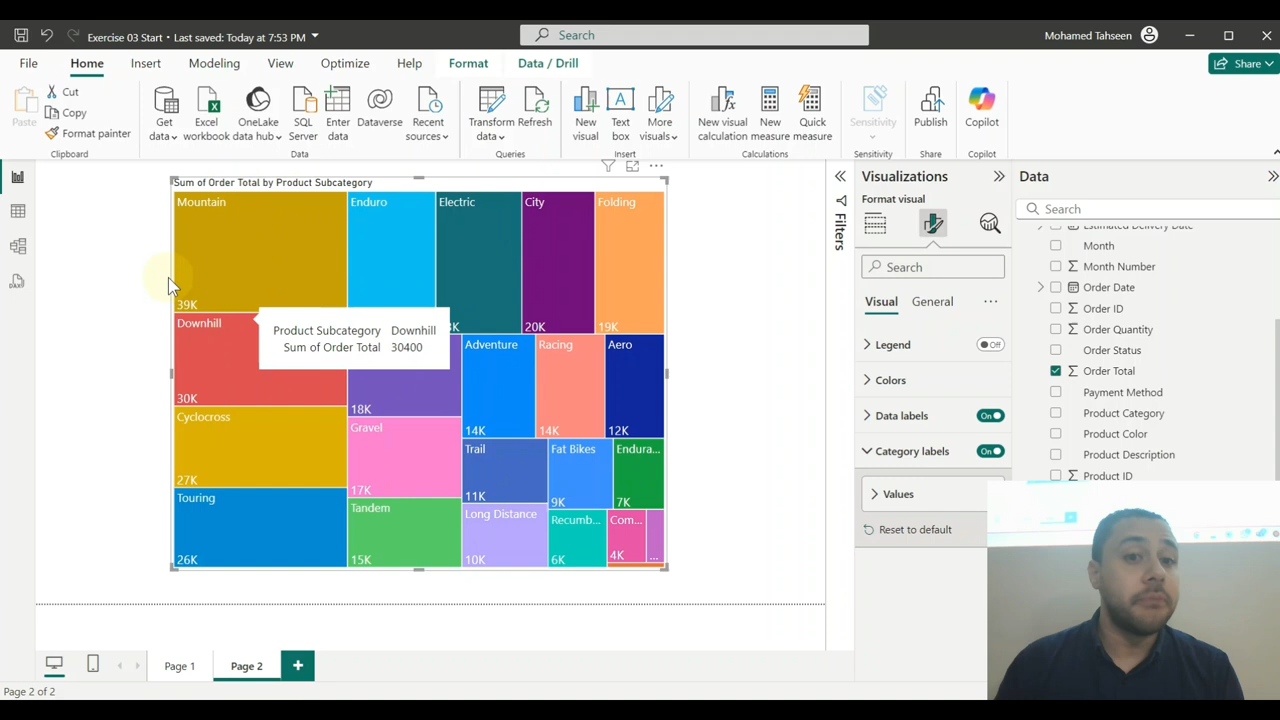 Exercise 03 Start • Last saved: Today at 7:53 PM
Search
Mohamed Tahseen
File
Home
Insert
Modeling
View
Optimize
Help
Format
Data / Drill
Share
Paste
Cut
Copy
Format painter
Get data
Excel workbook
OneLake data hub
SQL Server
Enter data
Dataverse
Recent sources
Transform data
Refresh
New visual
Text box
More visuals
New visual calculation
New measure
Quick measure
Sensitivity
Publish
Copilot
Clipboard
Data
Queries
Insert
Calculations
Sensitivity
Share
Copilot
Sum of Order Total by Product Subcategory
Mountain
39K
Downhill
30K
Cyclocross
27K
Touring
26K
Enduro
Electric
3K
City
20K
Folding
19K
Product Subcategory Downhill
Sum of Order Total 30400
18K
Gravel
17K
Tandem
15K
Adventure
14K
Racing
14K
Aero
12K
Trail
11K
Fat Bikes
9K
Endura...
7K
Long Distance
10K
Recumb...
6K
Com...
4K
...
Filters
Visualizations
Format visual
Search
Visual
General
...
Legend
Off
Colors
Data labels
On
Category labels
On
Values
Reset to default
Data
Search
Estimated Delivery Date
Month
Month Number
Order Date
Order ID
Order Quantity
Order Status
Order Total
Payment Method
Product Category
Product Color
Product Description
Product ID
Page 1
Page 2
Page 2 of 2